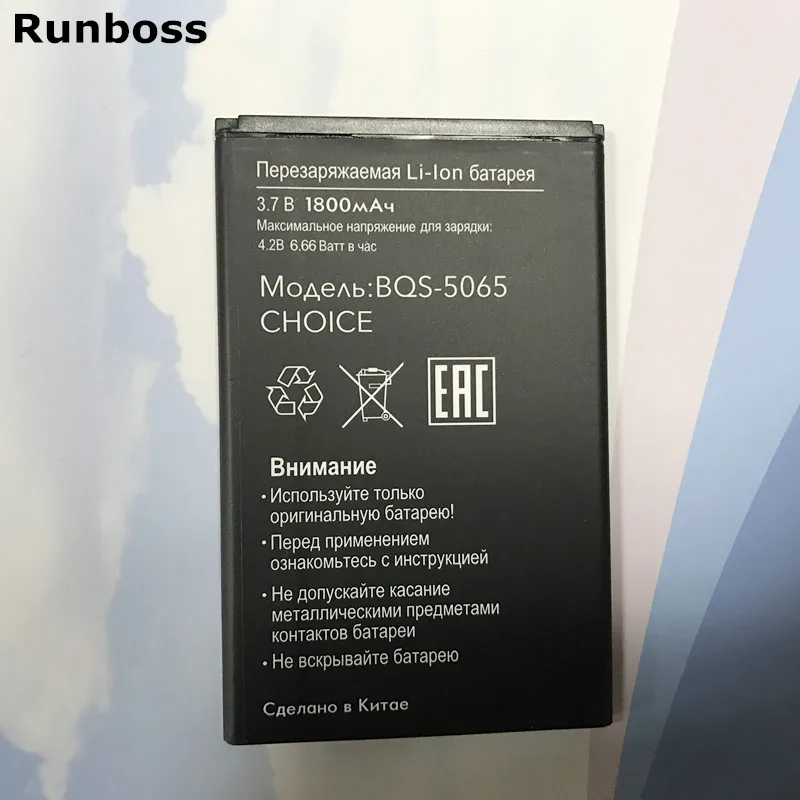 Runboss
Перезаряжаемая Li-Ion батарея
3.7 В 1800мАч
Максимальное напряжение для зарядки:
4.2В 6.66 Ватт в час
Модель:BQS-5065
CHOICE
EAC
Внимание
• Используйте только
оригинальную батарею!
• Перед применением
ознакомьтесь с инструкцией
• Не допускайте касание
металлическими предметами
контактов батареи
• Не вскрывайте батарею
Сделано в Китае